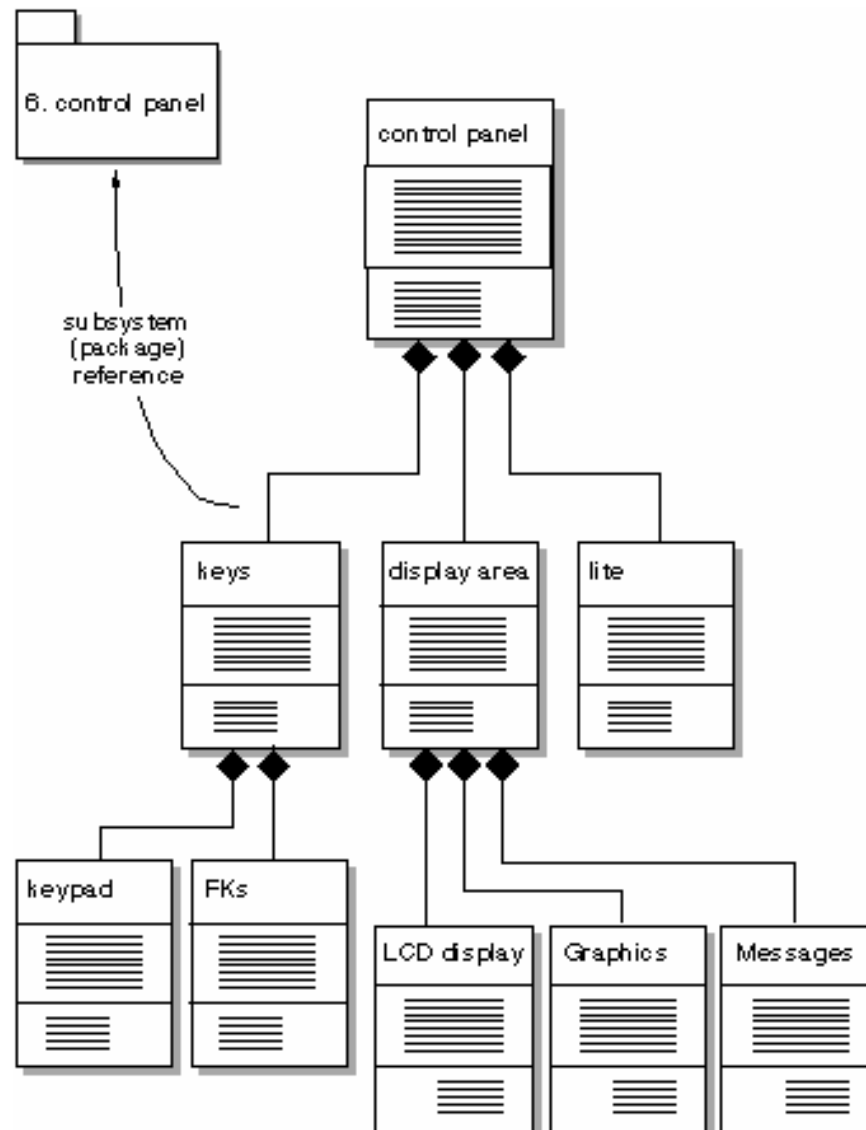 6. control panel
control panel
subsystem
(package)
reference
keys
display area
lite
keypad
FKs
LCD display
Graphics
Messages